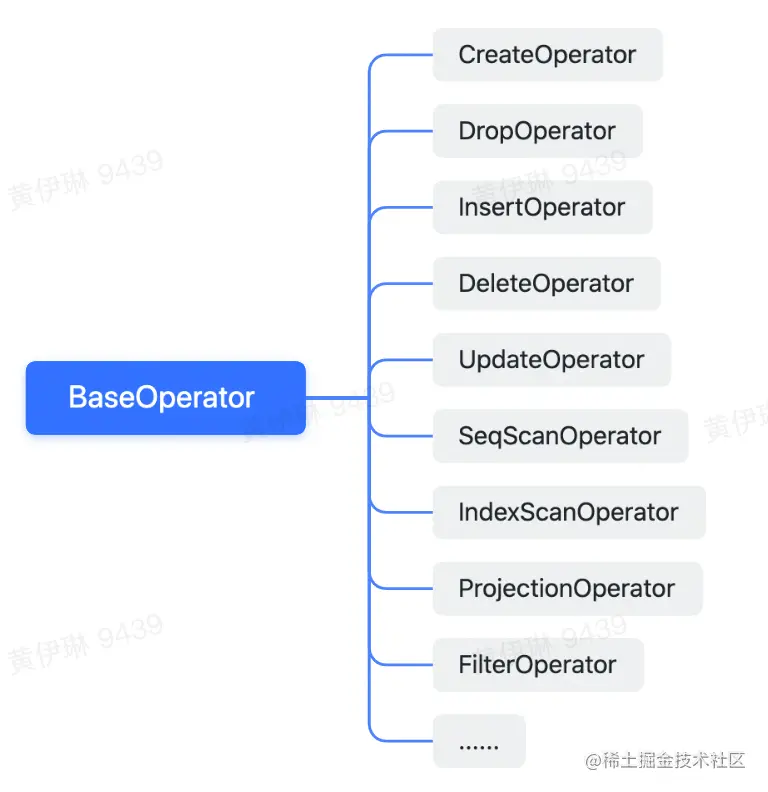 CreateOperator
DropOperator
黄伊琳 9439
黄伊琳 9439
InsertOperator
DeleteOperator
UpdateOperator
BaseOperator
黄伊琳 9439
黄伊琳
SeqScanOperator
IndexScanOperator
ProjectionOperator
黄伊琳 9439
黄伊琳 9439
FilterOperator
......
@稀土掘金技术社区